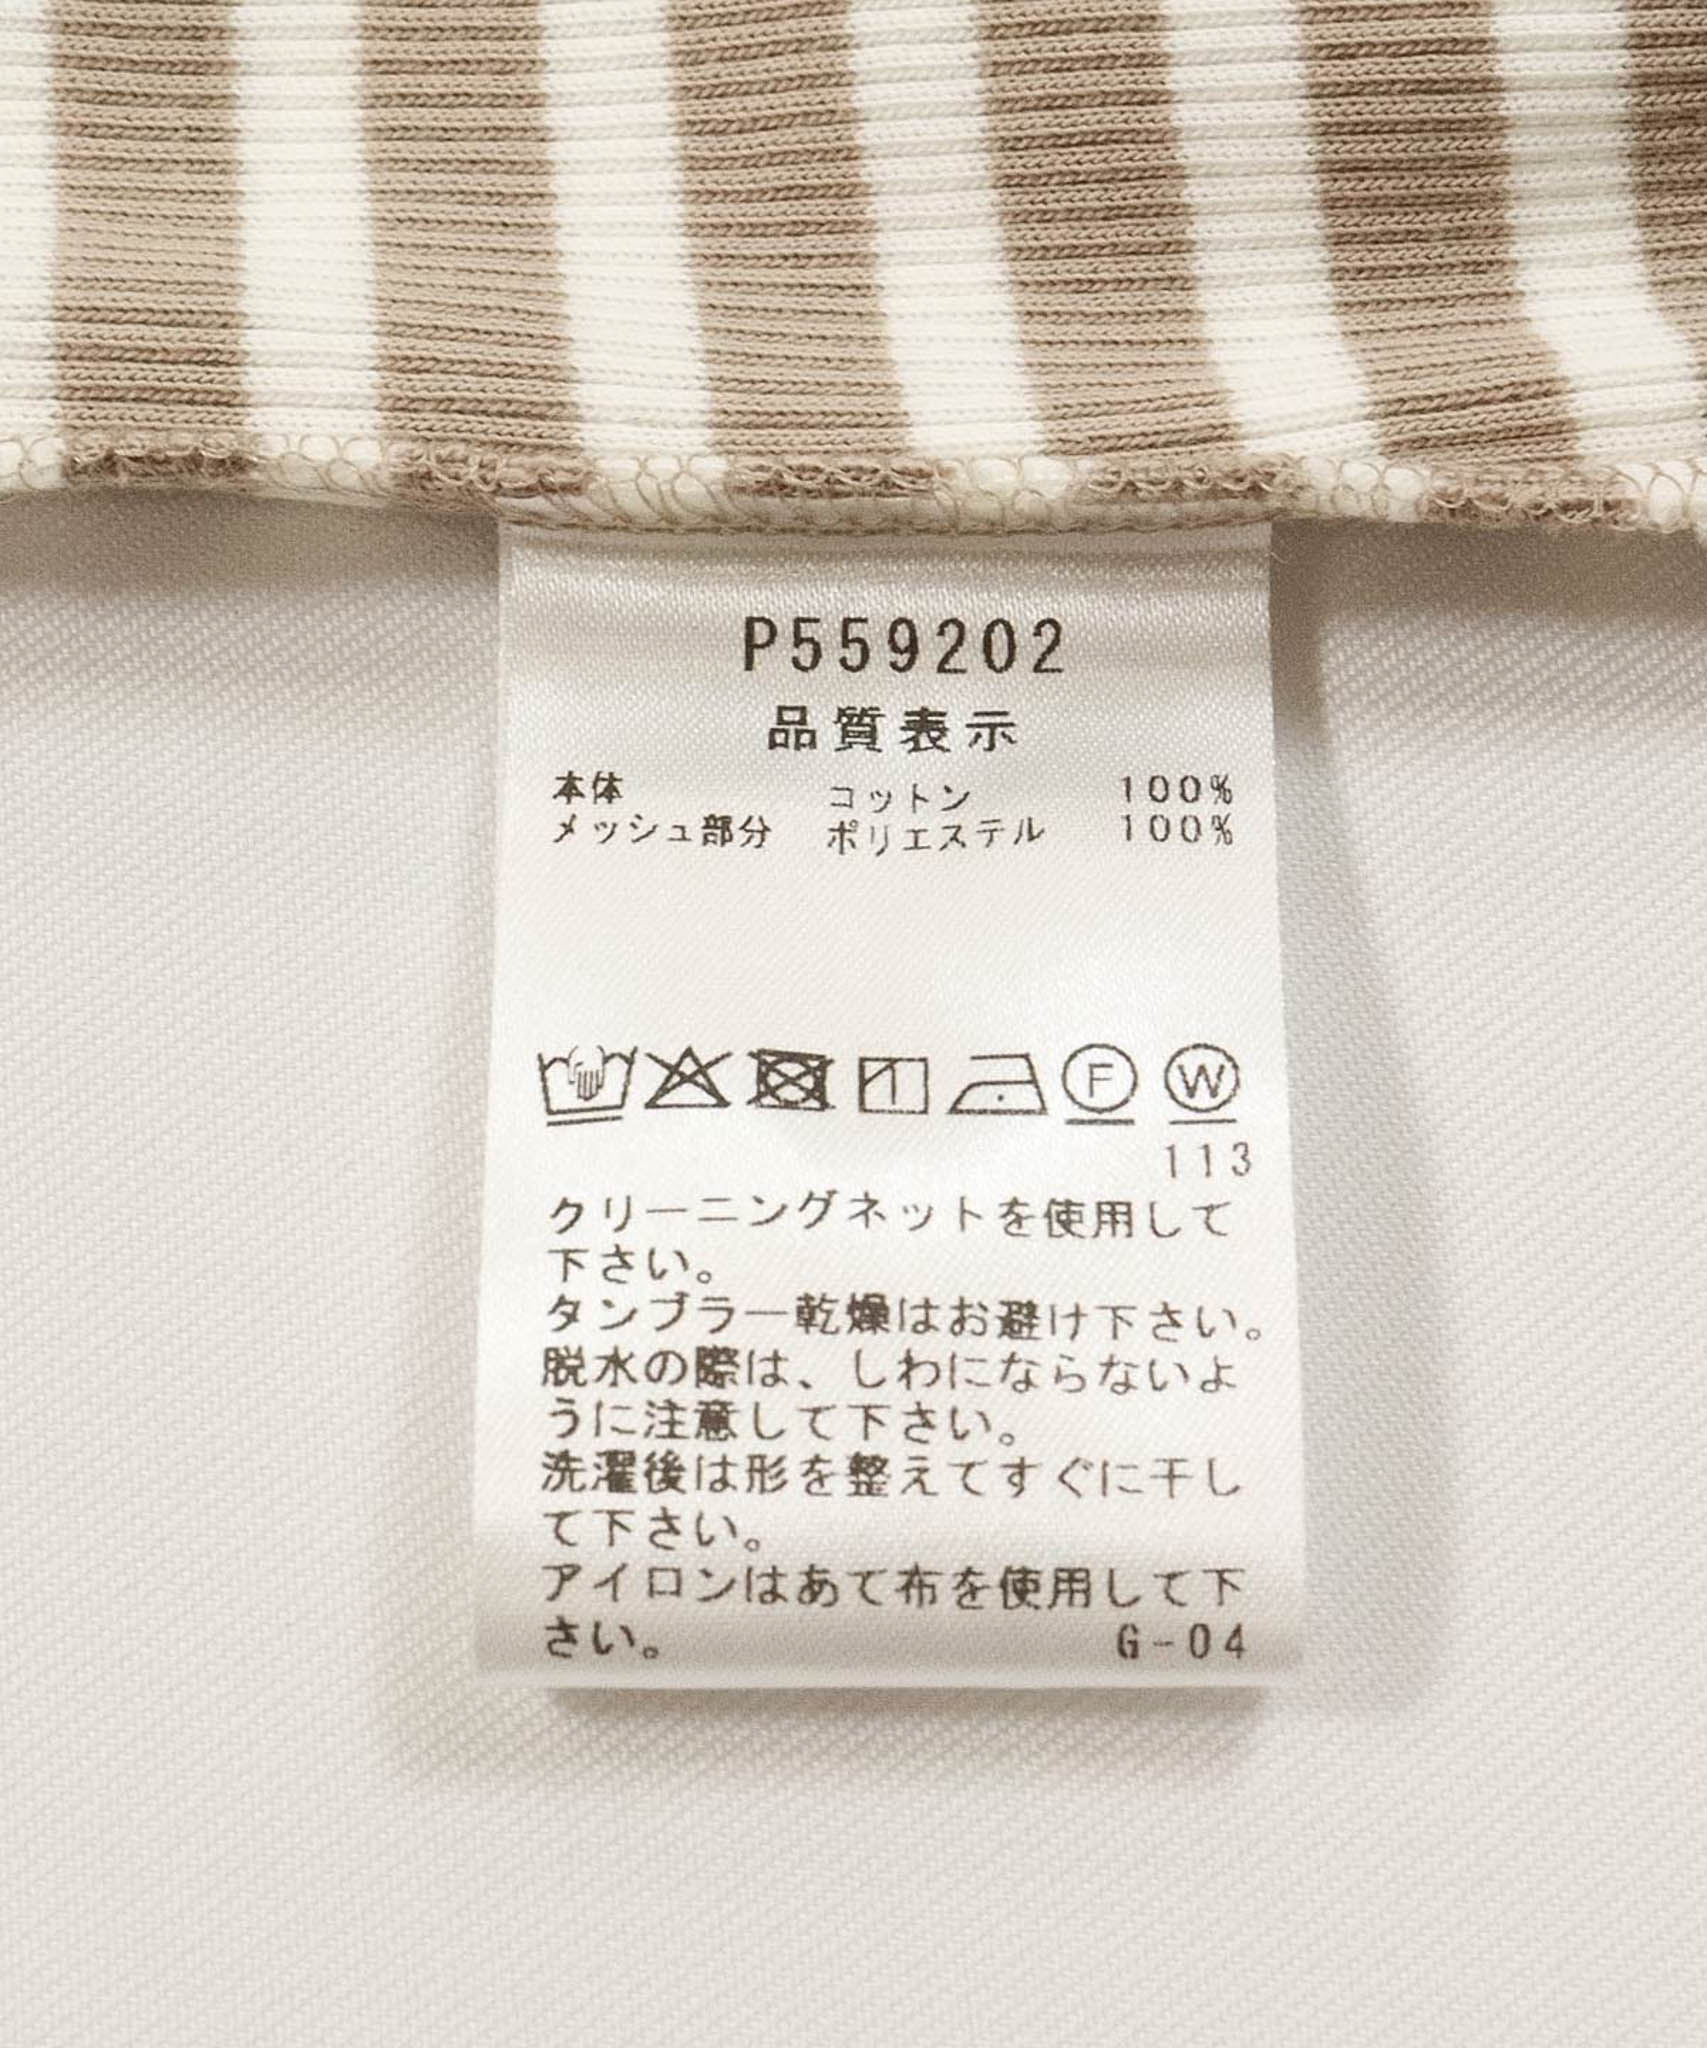 P559202
品質表示
本体 コットン 100%
メッシュ部分 ポリエステル 100%
F W
113
クリーニングネットを使用して
下さい。
タンブラー乾燥はお避け下さい。
脱水の際は、しわにならないよ
うに注意して下さい。
洗濯後は形を整えてすぐに干し
て下さい。
アイロンはあて布を使用して下
さい。 G-04